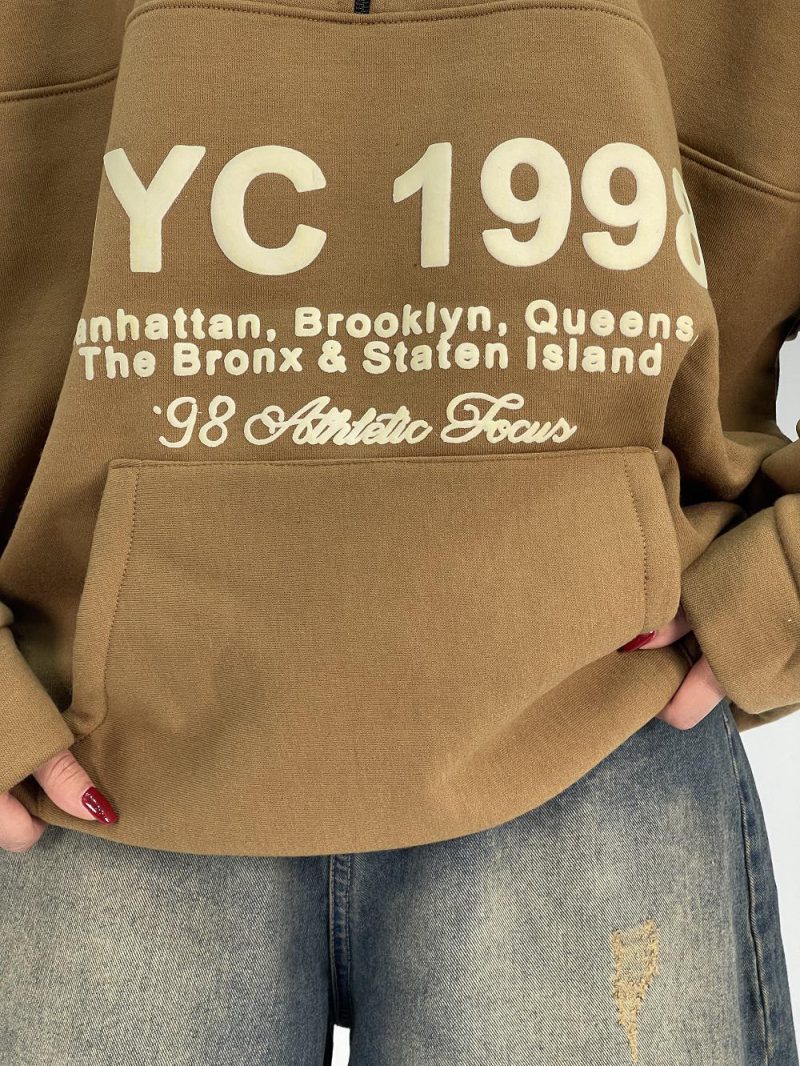 YC 1998
anhattan, Brooklyn, Queens,
The Bronx & Staten Island
'98 Athletic Focus